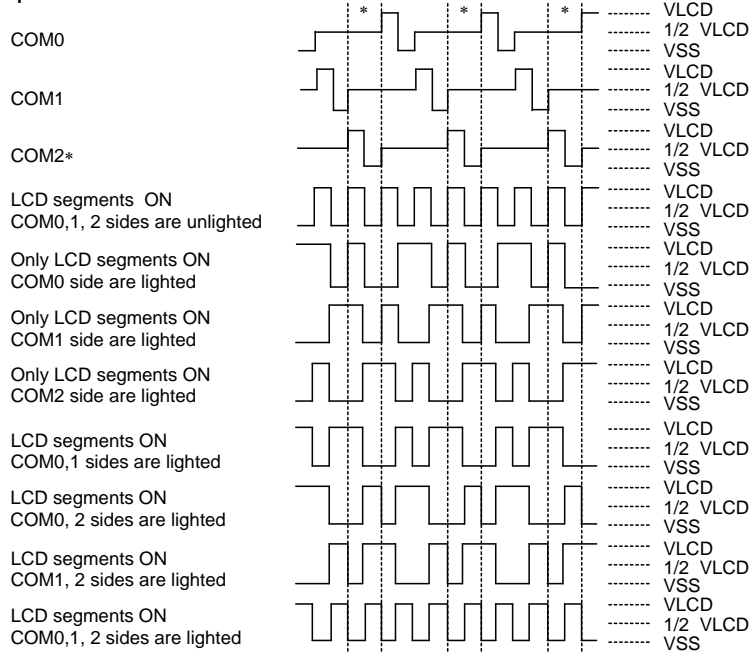 * * *
COM0
VLCD
1/2 VLCD
VSS
COM1
VLCD
1/2 VLCD
VSS
COM2*
VLCD
1/2 VLCD
VSS
LCD segments ON
COM0,1, 2 sides are unlighted
VLCD
1/2 VLCD
VSS
Only LCD segments ON
COM0 side are lighted
VLCD
1/2 VLCD
VSS
Only LCD segments ON
COM1 side are lighted
VLCD
1/2 VLCD
VSS
Only LCD segments ON
COM2 side are lighted
VLCD
1/2 VLCD
VSS
LCD segments ON
COM0,1 sides are lighted
VLCD
1/2 VLCD
VSS
LCD segments ON
COM0, 2 sides are lighted
VLCD
1/2 VLCD
VSS
LCD segments ON
COM1, 2 sides are lighted
VLCD
1/2 VLCD
VSS
LCD segments ON
COM0,1, 2 sides are lighted
VLCD
1/2 VLCD
VSS